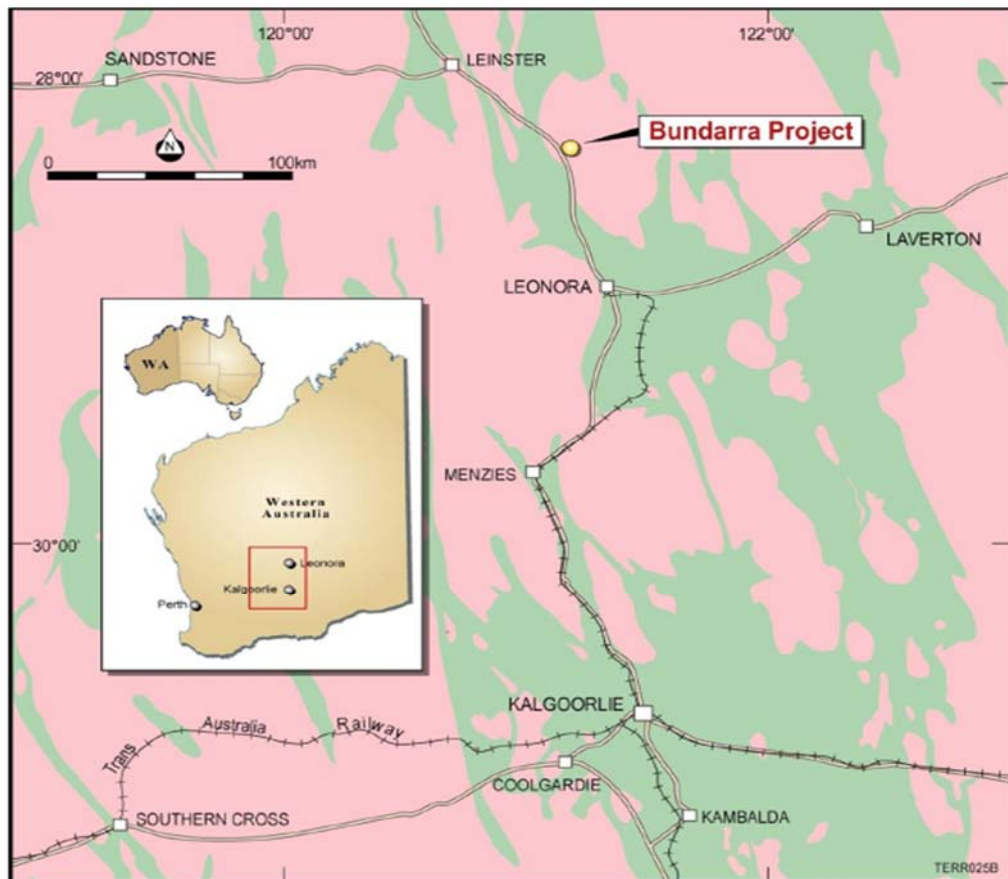 120°00'
122°00'
SANDSTONE
LEINSTER
28°00'
Bundarra Project
N
0
100km
LAVERTON
LEONORA
WA
MENZIES
Western
Australia
30°00'
Leonora
Kalgoorlie
Perth
KALGOORLIE
Trans Australia Railway
COOLGARDIE
SOUTHERN CROSS
KAMBALDA
TERR025B